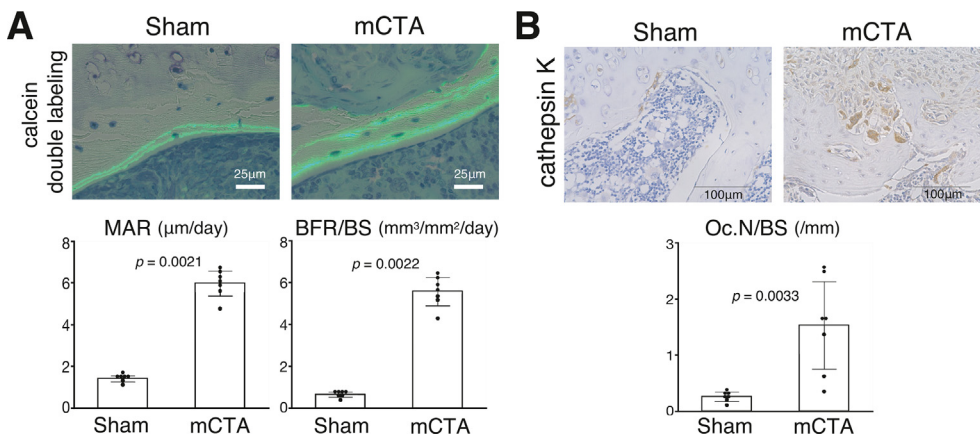 A
Sham
mCTA
calcein
double labeling
25µm
25µm
MAR (µm/day)
8
6
4
2
0
p = 0.0021
Sham
mCTA
BFR/BS (mm³/mm²/day)
8
6
4
2
0
p = 0.0022
Sham
mCTA
B
Sham
mCTA
cathepsin K
100µm
100µm
Oc.N/BS (/mm)
3
2
1
0
p = 0.0033
Sham
mCTA